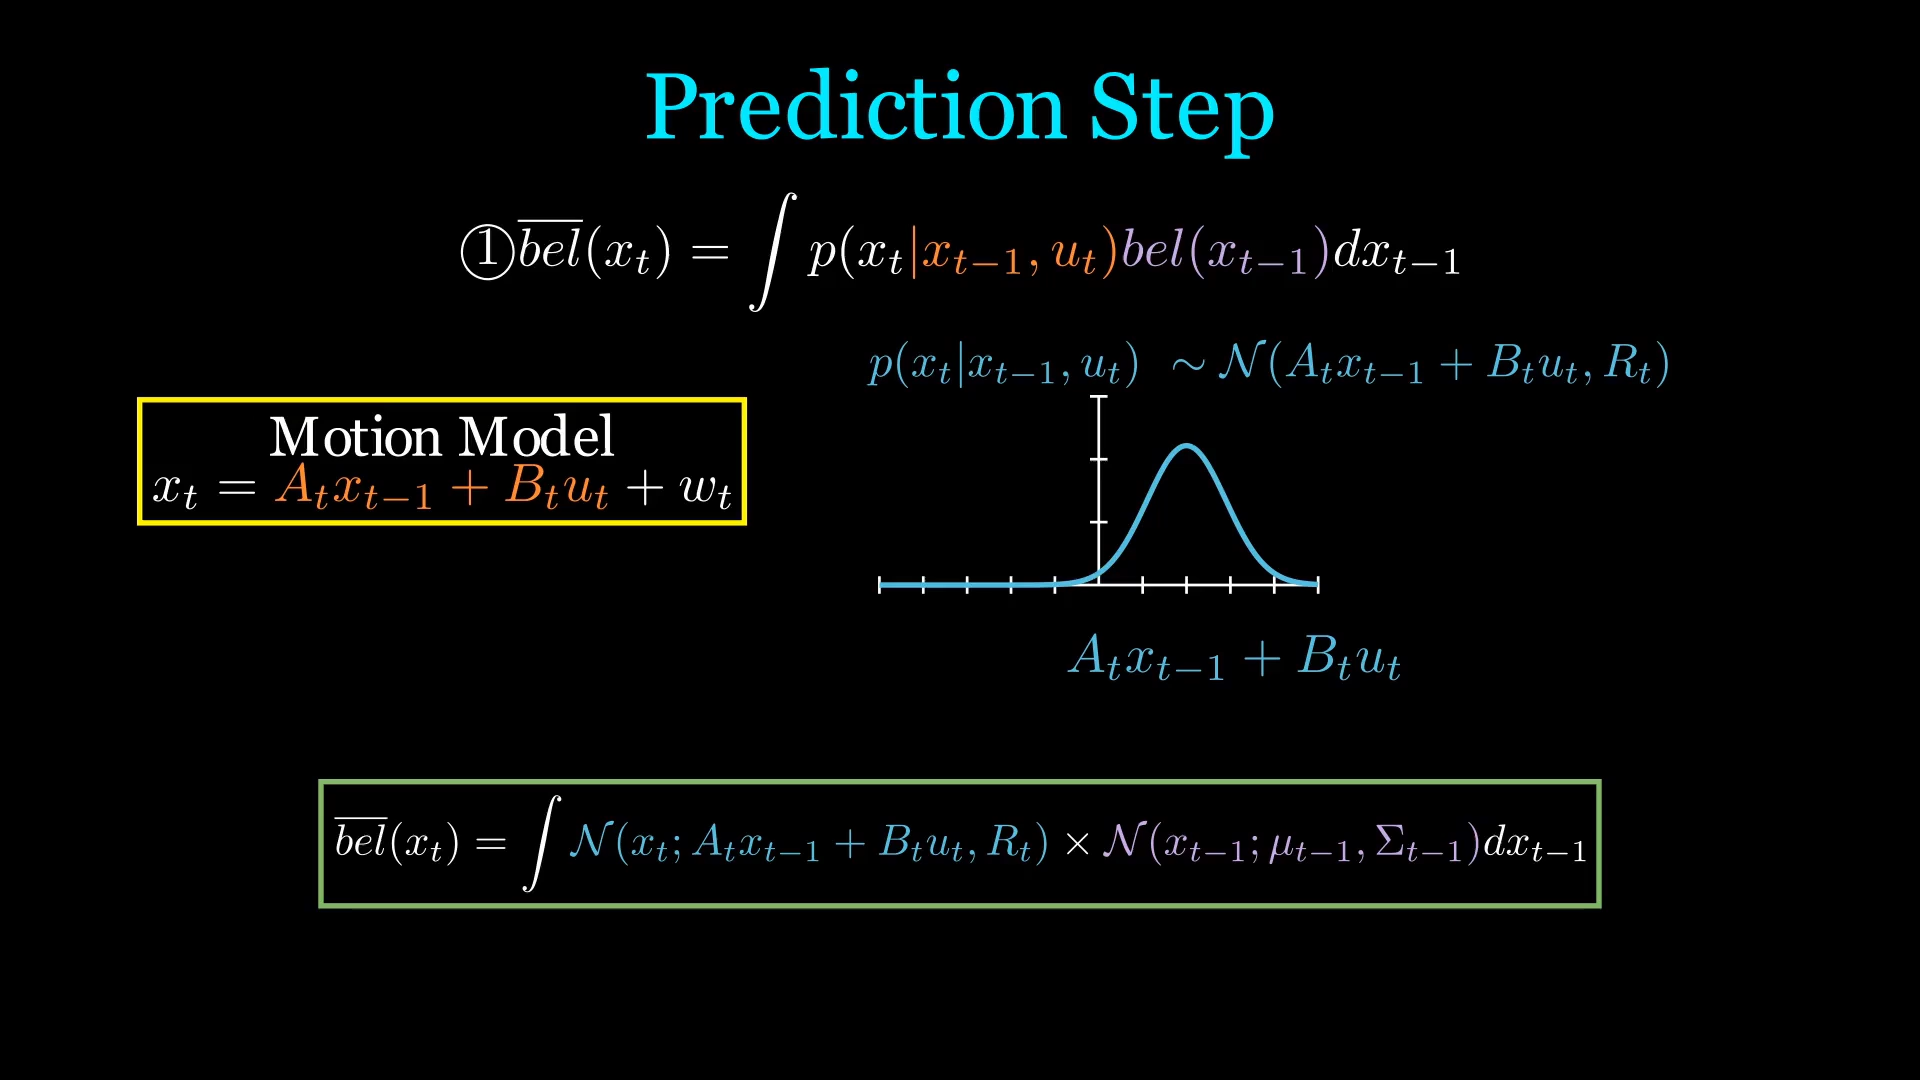 Prediction Step
① $\overline{bel}(x_t) = \int p(x_t|x_{t-1}, u_t)bel(x_{t-1})dx_{t-1}$
$p(x_t|x_{t-1}, u_t) \sim \mathcal{N}(A_t x_{t-1} + B_t u_t, R_t)$
Motion Model
$x_t = A_t x_{t-1} + B_t u_t + w_t$
$A_t x_{t-1} + B_t u_t$
$\overline{bel}(x_t) = \int \mathcal{N}(x_t; A_t x_{t-1} + B_t u_t, R_t) \times \mathcal{N}(x_{t-1}; \mu_{t-1}, \Sigma_{t-1})dx_{t-1}$